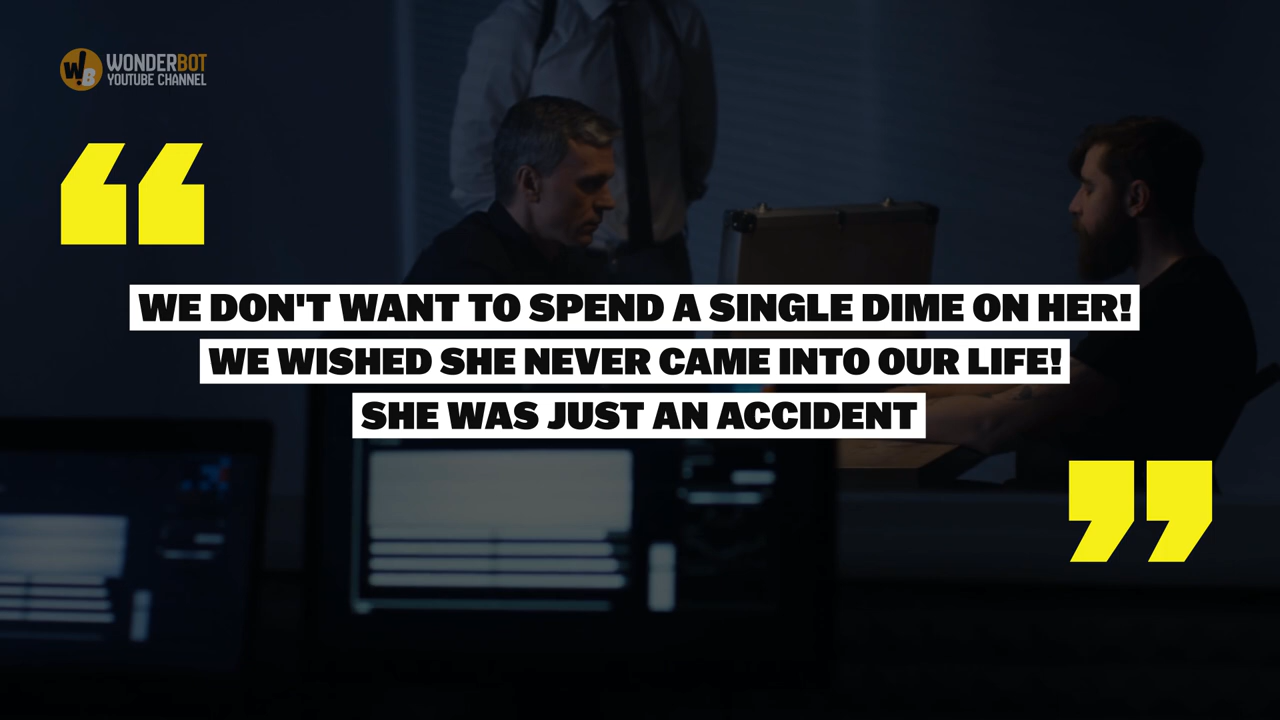 W!B WONDERBOT
YOUTUBE CHANNEL
“
WE DON'T WANT TO SPEND A SINGLE DIME ON HER!
WE WISHED SHE NEVER CAME INTO OUR LIFE!
SHE WAS JUST AN ACCIDENT
”